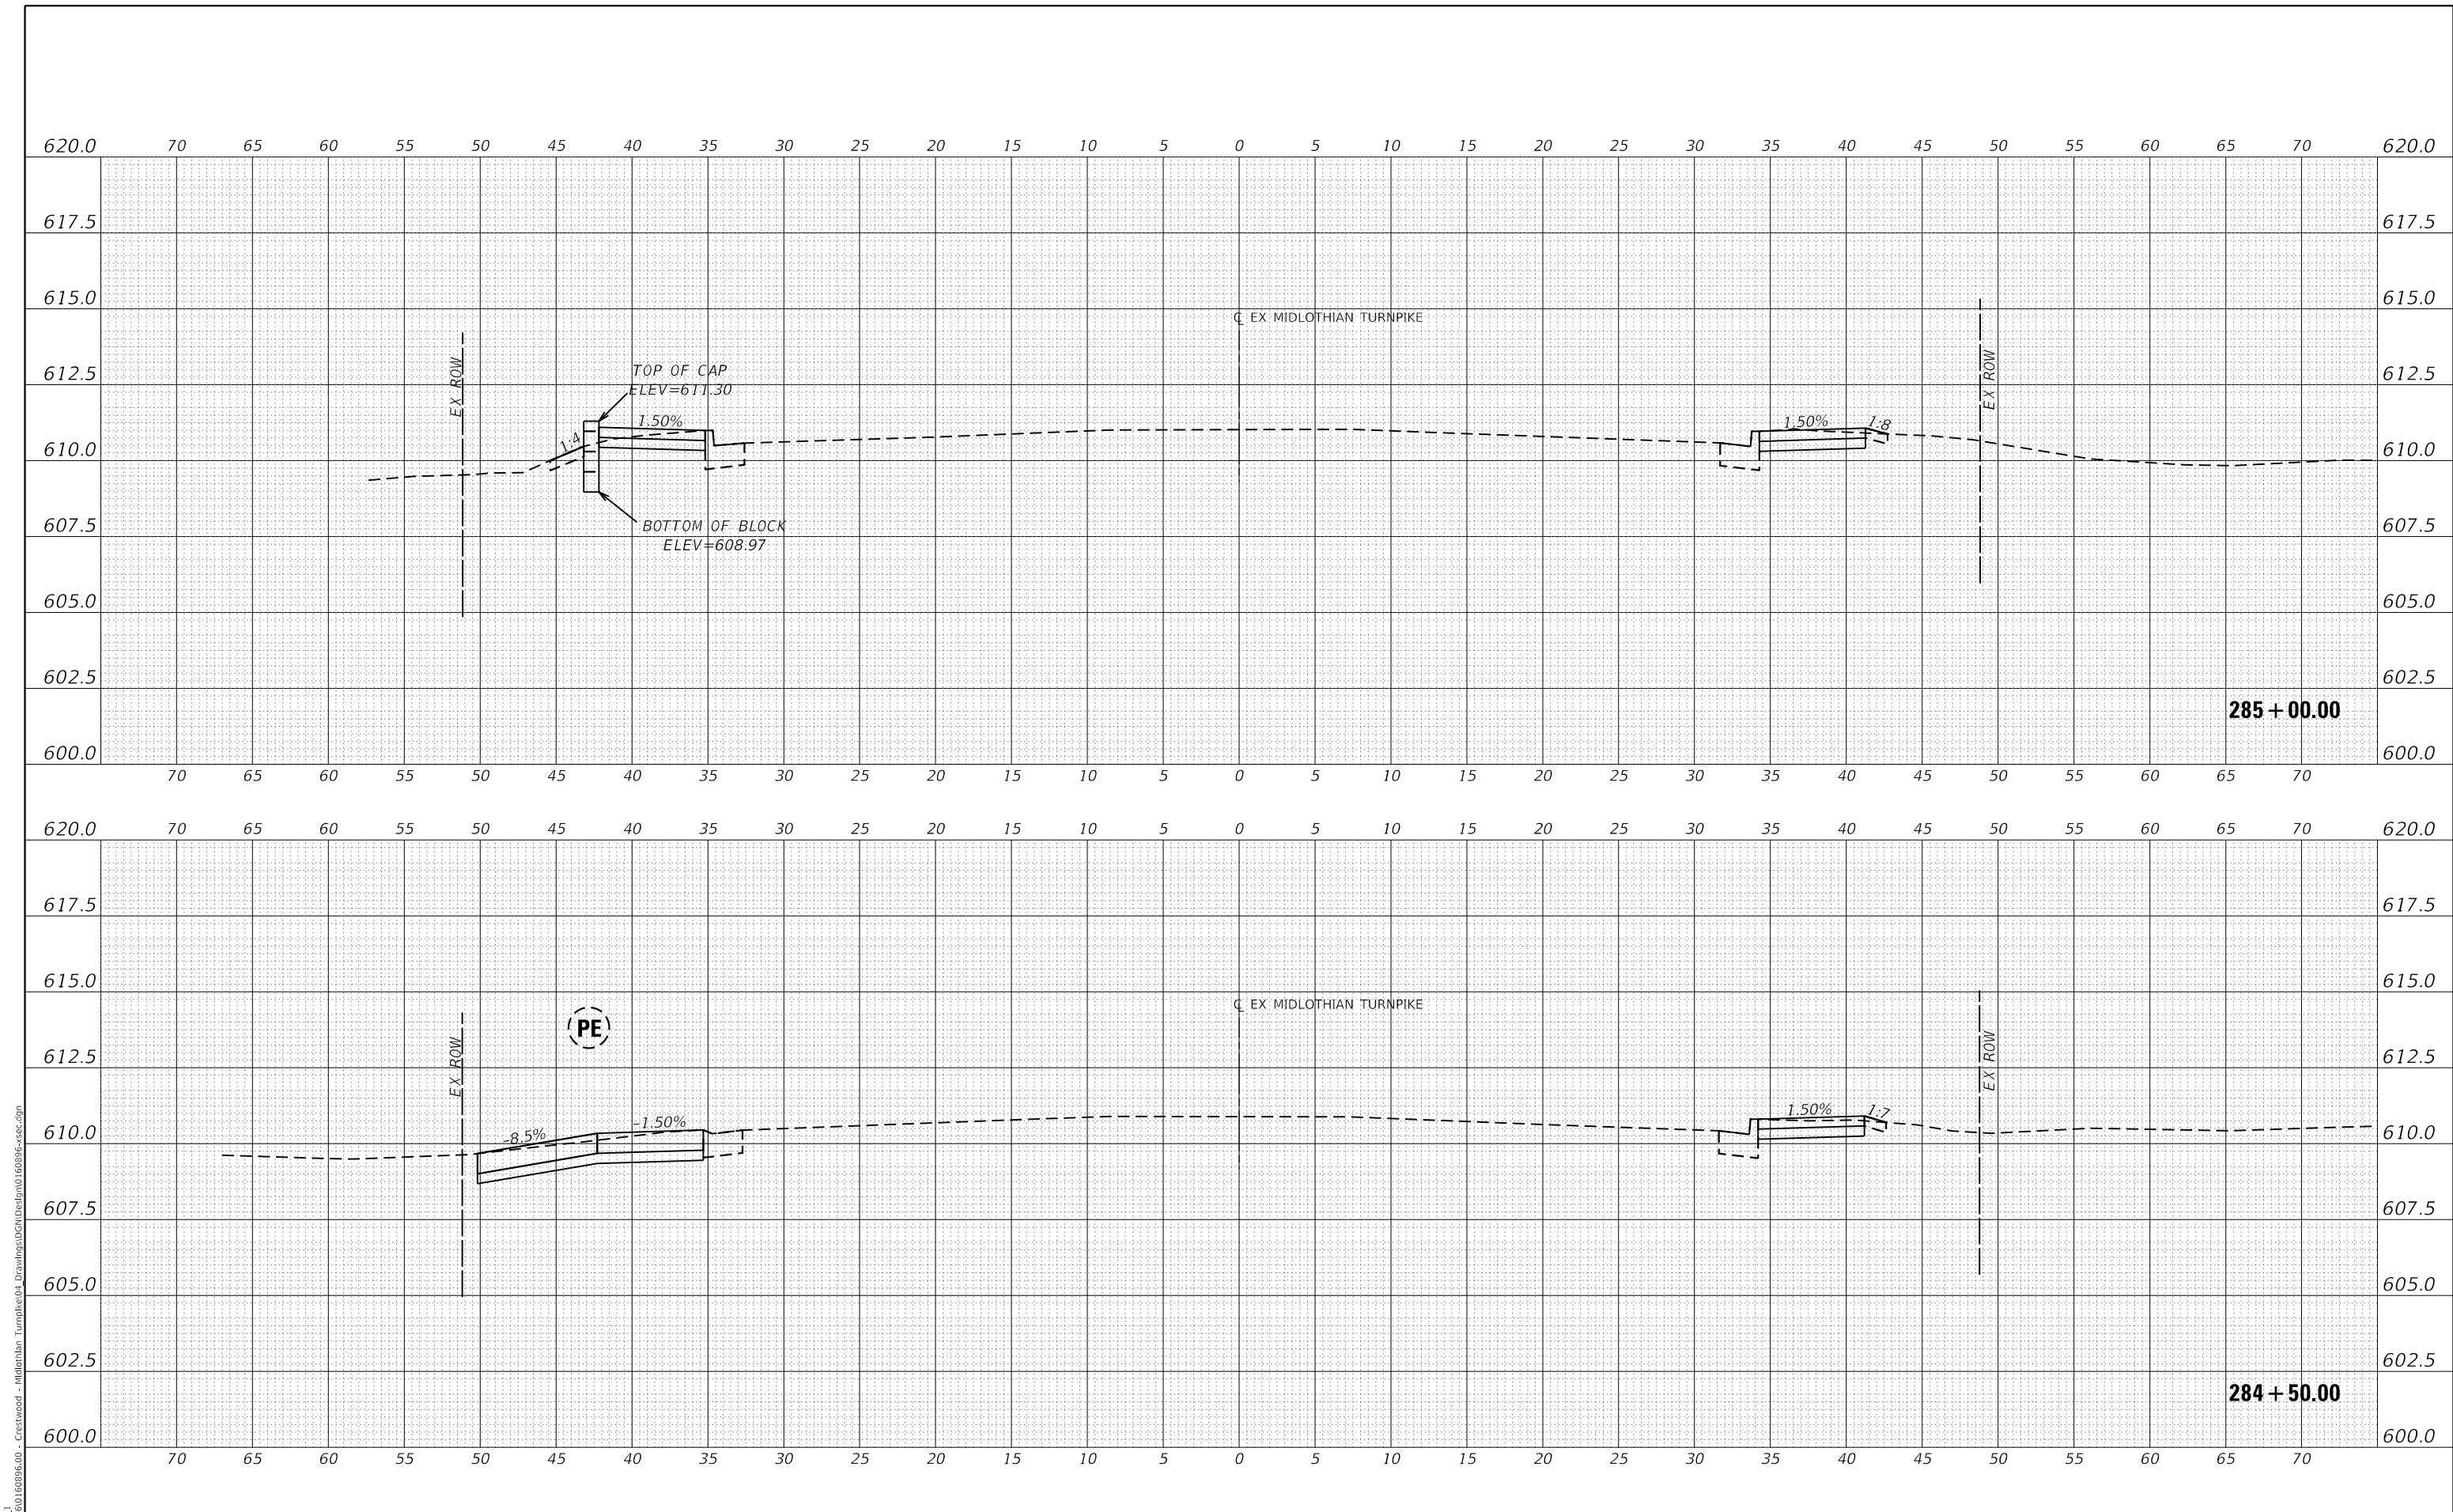 620.0 70 65 60 55 50 45 40 35 30 25 20 15 10 5 0 5 10 15 20 25 30 35 40 45 50 55 60 65 70 620.0
617.5 617.5
615.0 615.0
℄ EX MIDLOTHIAN TURNPIKE
EX ROW
EX ROW
612.5 612.5
TOP OF CAP
ELEV=611.30
1:4
1.50%
1.50%
1:8
610.0 610.0
607.5 607.5
BOTTOM OF BLOCK
ELEV=608.97
605.0 605.0
602.5 602.5
285+00.00
600.0 600.0
70 65 60 55 50 45 40 35 30 25 20 15 10 5 0 5 10 15 20 25 30 35 40 45 50 55 60 65 70
620.0 70 65 60 55 50 45 40 35 30 25 20 15 10 5 0 5 10 15 20 25 30 35 40 45 50 55 60 65 70 620.0
617.5 617.5
615.0 615.0
℄ EX MIDLOTHIAN TURNPIKE
PE
EX ROW
EX ROW
612.5 612.5
-8.5%
-1.50%
1.50%
1:7
610.0 610.0
607.5 607.5
605.0 605.0
602.5 602.5
284+50.00
600.0 600.0
70 65 60 55 50 45 40 35 30 25 20 15 10 5 0 5 10 15 20 25 30 35 40 45 50 55 60 65 70
6\0160896.00 - Crestwood - Midlothian Turnpike\04_Drawings\DGN\Design\0160896-xsec.dgn